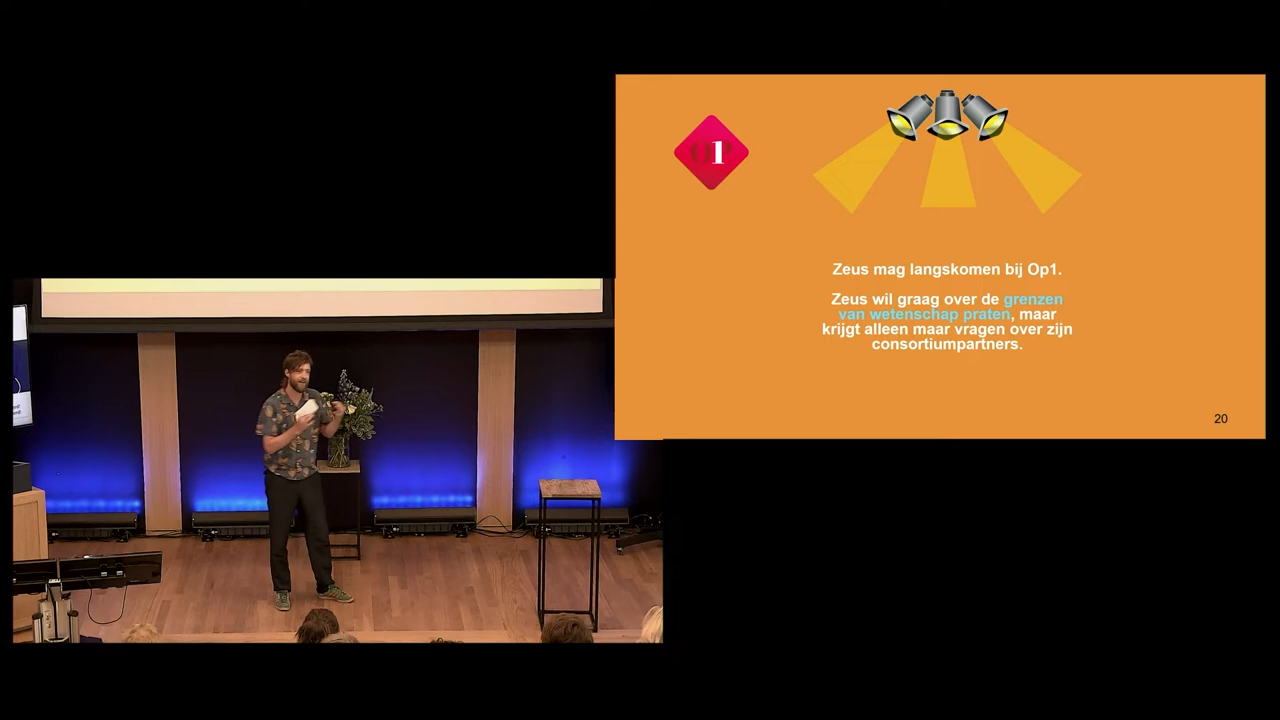 OP1
Zeus mag langskomen bij Op1.
Zeus wil graag over de grenzen
van wetenschap praten, maar
krijgt alleen maar vragen over zijn
consortiumpartners.
20